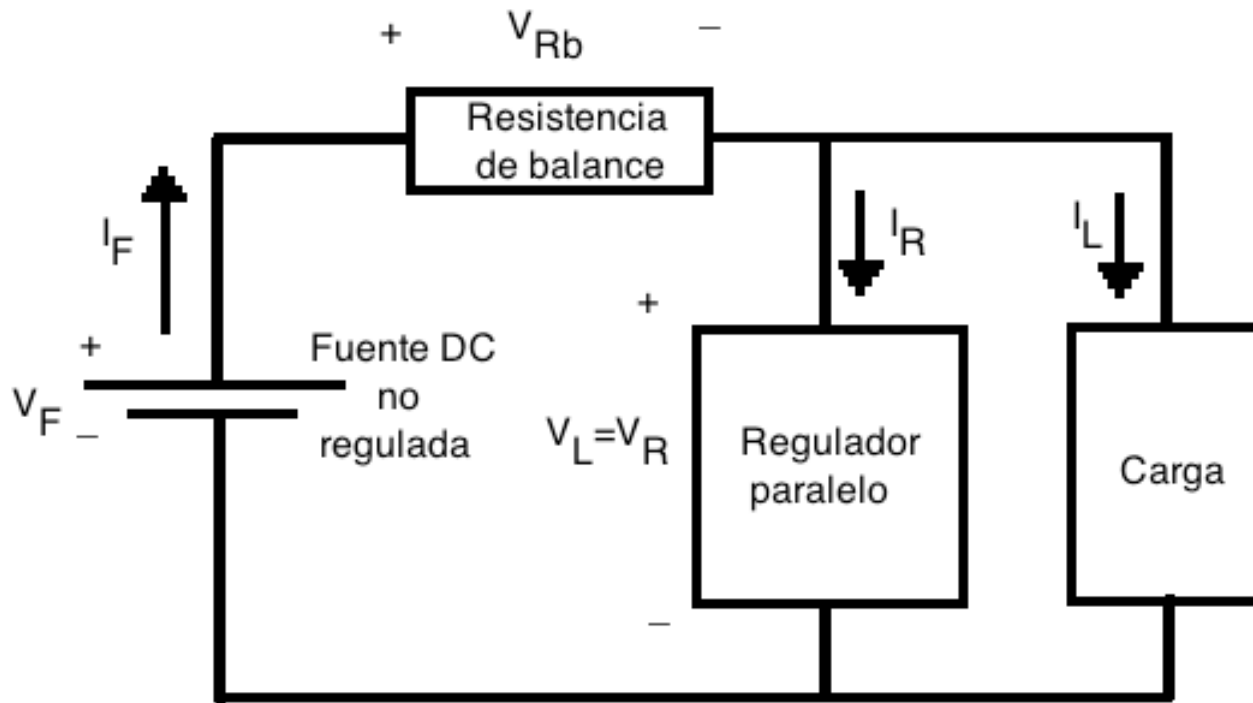 + V_Rb –
Resistencia
de balance
I_F
I_R
I_L
+
+
Fuente DC
no
regulada
V_F –
V_L=V_R
Regulador
paralelo
Carga
–